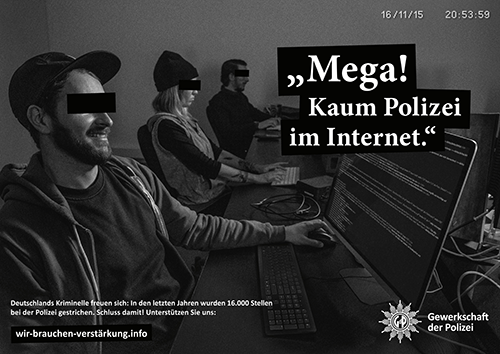 16/11/15 20:53:59
„Mega!
Kaum Polizei
im Internet.“
Deutschlands Kriminelle freuen sich: In den letzten Jahren wurden 16.000 Stellen
bei der Polizei gestrichen. Schluss damit! Unterstützen Sie uns:
wir-brauchen-verstärkung.info
GdP
Gewerkschaft
der Polizei